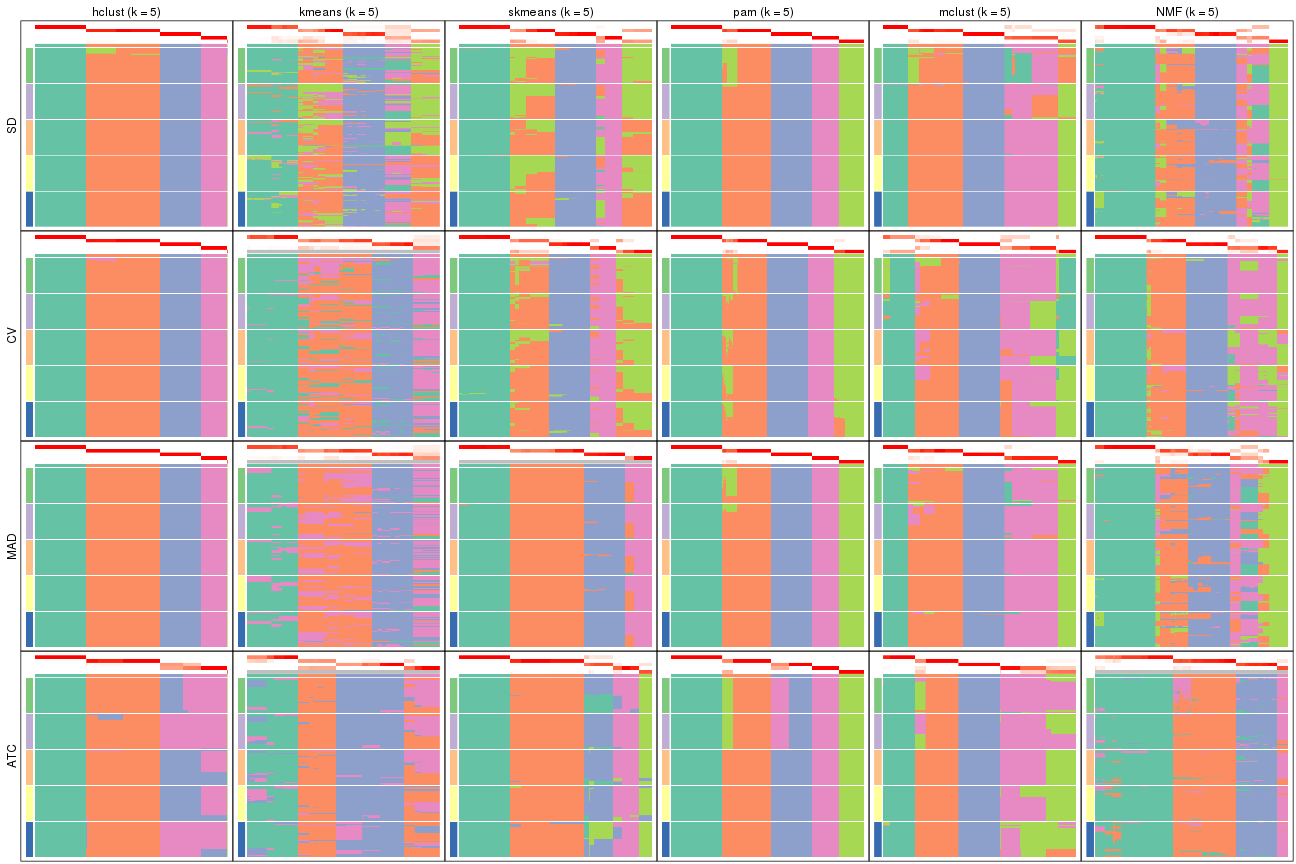 hclust (k = 5) kmeans (k = 5) skmeans (k = 5) pam (k = 5) mclust (k = 5) NMF (k = 5)
SD
CV
MAD
ATC